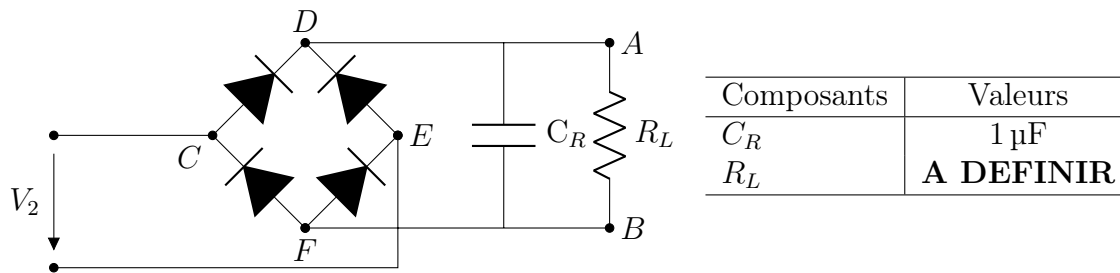 D
A
Composants Valeurs
C_R 1 µF
R_L A DEFINIR
C
E
C_R
R_L
V_2
F
B